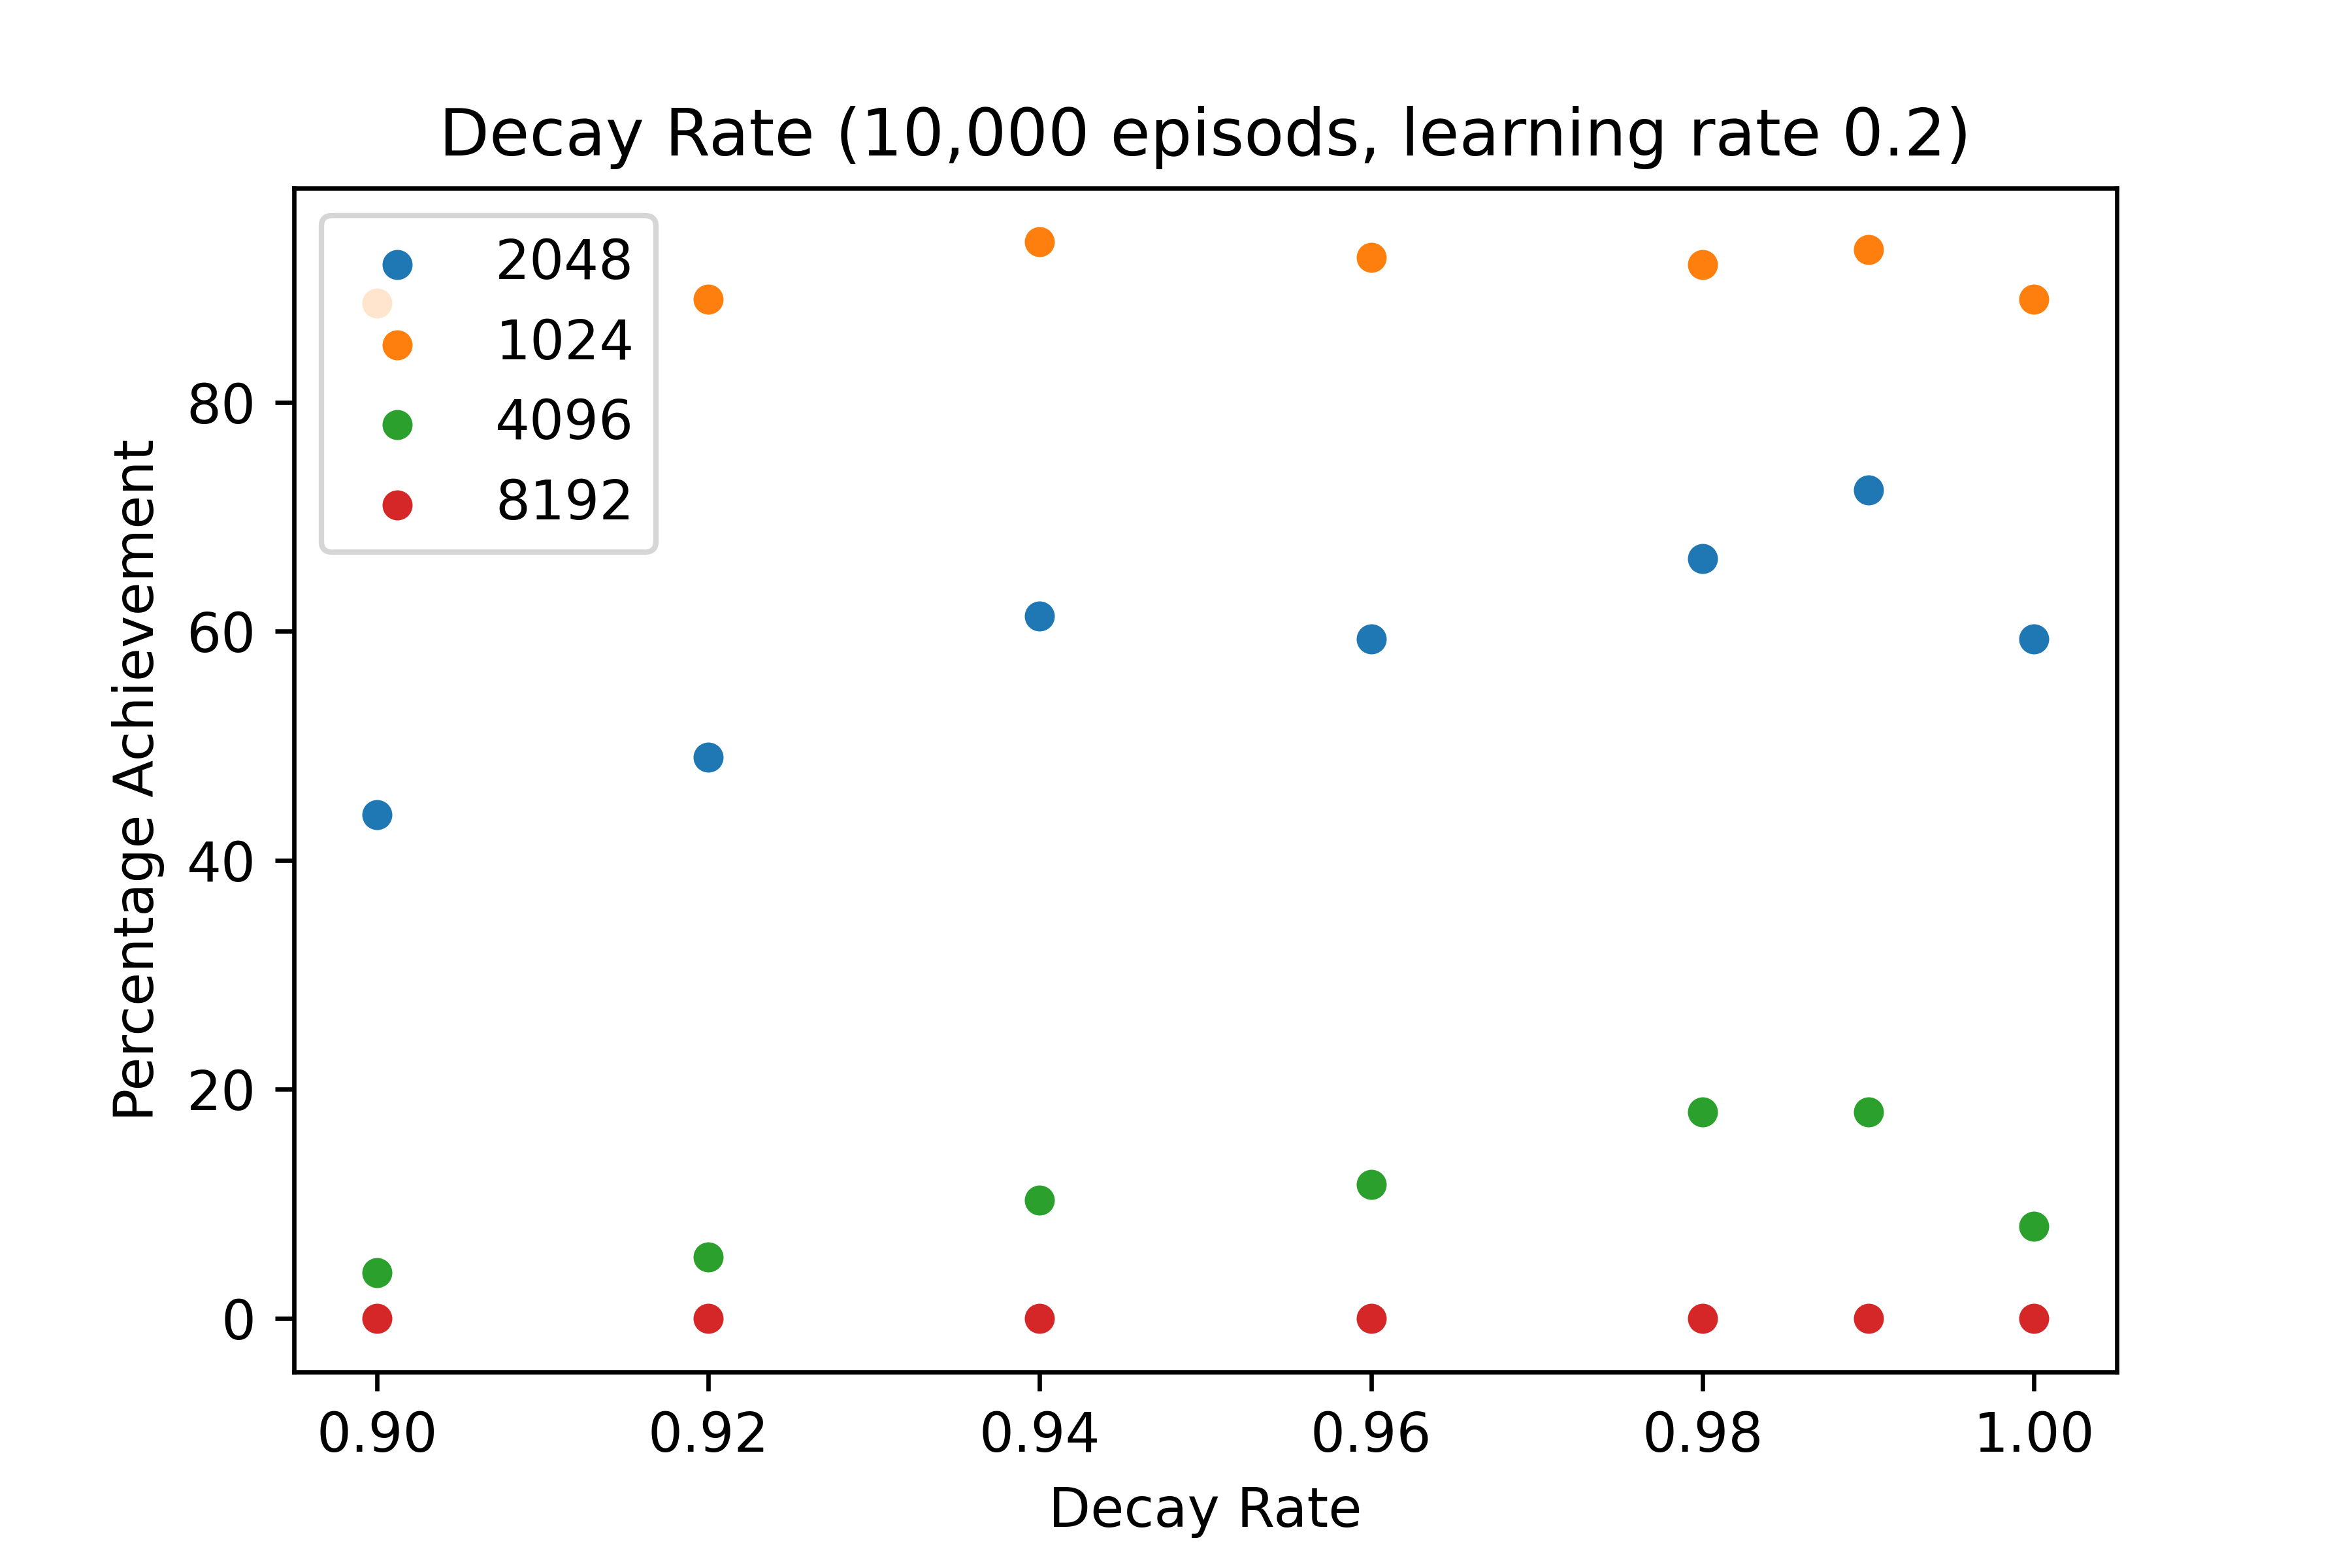 Decay Rate (10,000 episods, learning rate 0.2)
2048
1024
4096
8192
Percentage Achievement
80
60
40
20
0
0.90 0.92 0.94 0.96 0.98 1.00
Decay Rate